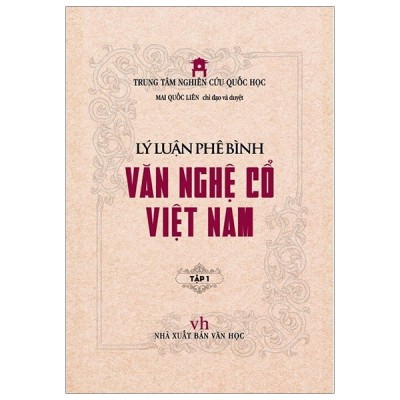 TRUNG TÂM NGHIÊN CỨU QUỐC HỌC
MAI QUỐC LIÊN chỉ đạo và duyệt
LÝ LUẬN PHÊ BÌNH
VĂN NGHỆ CỔ
VIỆT NAM
TẬP 1
vh
NHÀ XUẤT BẢN VĂN HỌC